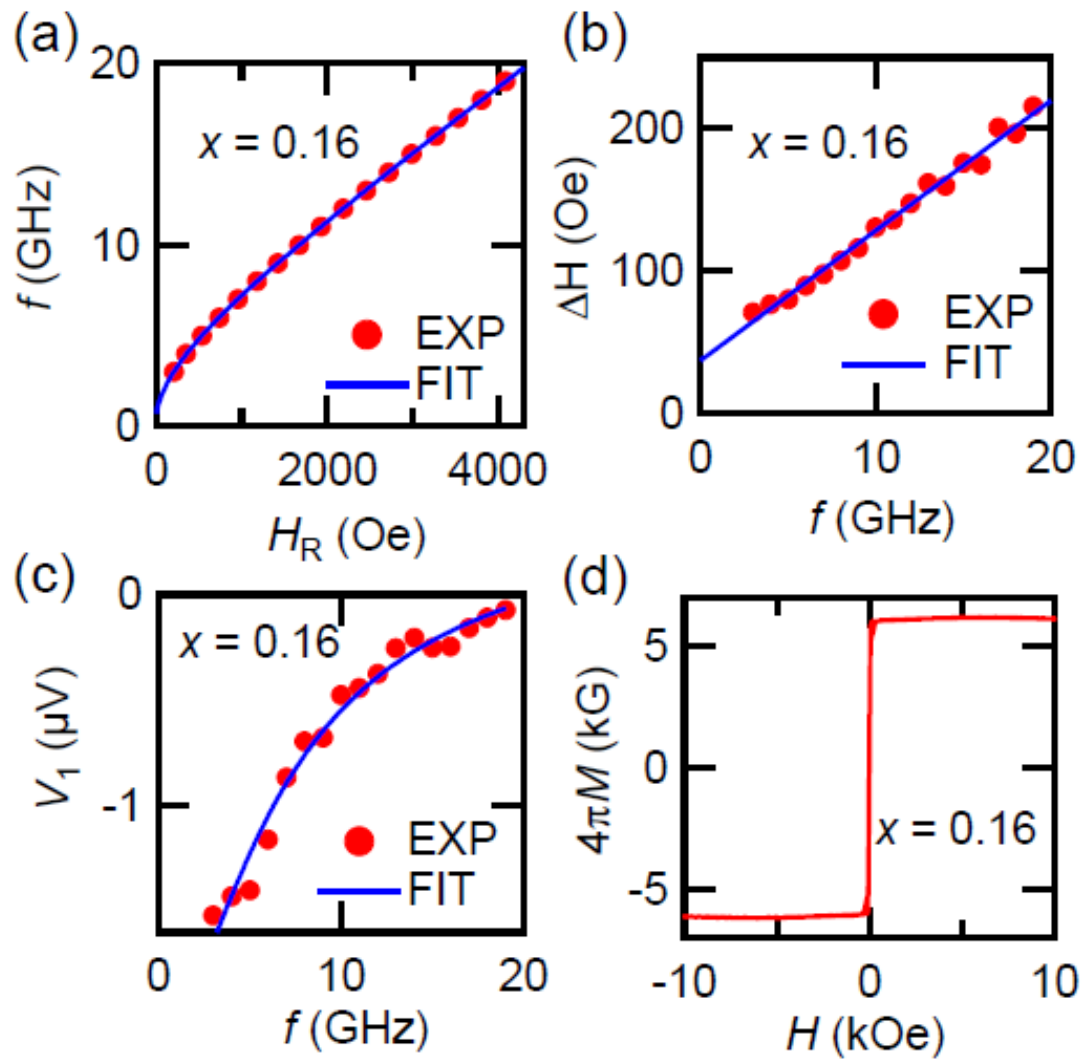 (a)
20
10
0
f (GHz)
x = 0.16
EXP
FIT
0 2000 4000
H_R (Oe)
(b)
200
100
0
ΔH (Oe)
x = 0.16
EXP
FIT
0 10 20
f (GHz)
(c)
0
-1
V_1 (μV)
x = 0.16
EXP
FIT
0 10 20
f (GHz)
(d)
5
0
-5
4πM (kG)
x = 0.16
-10 0 10
H (kOe)